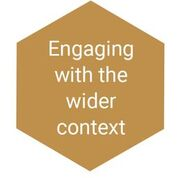 Engaging
with the
wider
context